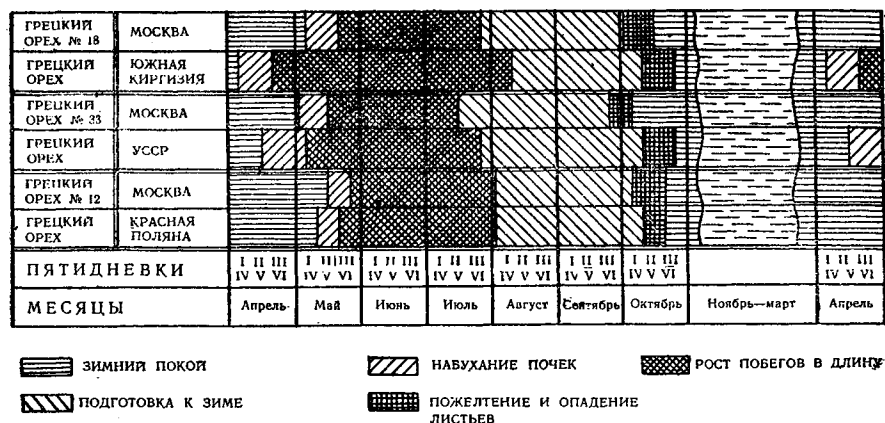 ГРЕЦКИЙ ОРЕХ № 18 МОСКВА
ГРЕЦКИЙ ОРЕХ ЮЖНАЯ КИРГИЗИЯ
ГРЕЦКИЙ ОРЕХ № 33 МОСКВА
ГРЕЦКИЙ ОРЕХ УССР
ГРЕЦКИЙ ОРЕХ № 12 МОСКВА
ГРЕЦКИЙ ОРЕХ КРАСНАЯ ПОЛЯНА
ПЯТИДНЕВКИ I II III I II III I II III I II III I II III I II III I II III I II III
IV V VI IV V VI IV V VI IV V VI IV V VI IV V VI IV V VI IV V VI
МЕСЯЦЫ Апрель Май Июнь Июль Август Сентябрь Октябрь Ноябрь—март Апрель
ЗИМНИЙ ПОКОЙ НАБУХАНИЕ ПОЧЕК РОСТ ПОБЕГОВ В ДЛИНУ
ПОДГОТОВКА К ЗИМЕ ПОЖЕЛТЕНИЕ И ОПАДЕНИЕ
ЛИСТЬЕВ